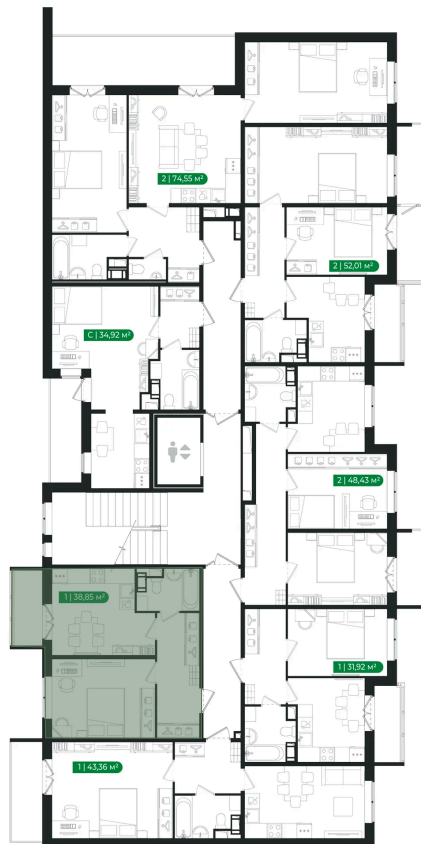 2 | 74,55 м²
2 | 52,01 м²
С | 34,92 м²
2 | 48,43 м²
1 | 38,85 м²
1 | 31,92 м²
1 | 43,36 м²